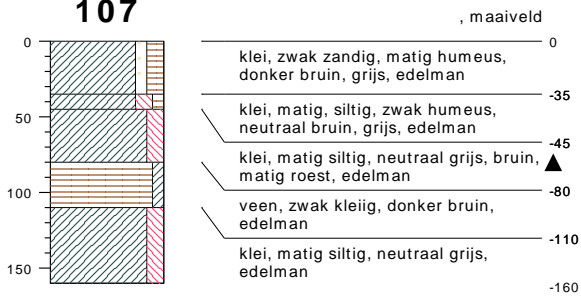 107
, maaiveld
0
0
klei, zwak zandig, matig humeus,
donker bruin, grijs, edelman
-35
klei, matig, siltig, zwak humeus,
neutraal bruin, grijs, edelman
50
-45
klei, matig siltig, neutraal grijs, bruin,
matig roest, edelman
-80
100
veen, zwak kleiig, donker bruin,
edelman
-110
klei, matig siltig, neutraal grijs,
edelman
150
-160